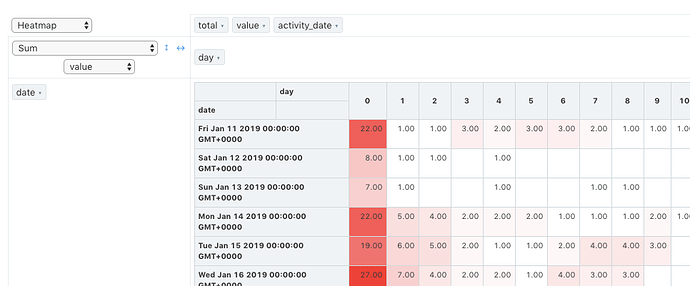 Heatmap
total ▾ value ▾ activity_date ▾
Sum ↕ ↔
value
day ▾
date ▾
day 0 1 2 3 4 5 6 7 8 9 10
date
Fri Jan 11 2019 00:00:00 22.00 1.00 1.00 3.00 2.00 3.00 3.00 2.00 1.00 1.00
GMT+0000
Sat Jan 12 2019 00:00:00 8.00 1.00 1.00 1.00
GMT+0000
Sun Jan 13 2019 00:00:00 7.00 1.00 1.00 1.00 1.00
GMT+0000
Mon Jan 14 2019 00:00:00 22.00 5.00 4.00 2.00 2.00 2.00 1.00 1.00 1.00 2.00
GMT+0000
Tue Jan 15 2019 00:00:00 19.00 6.00 5.00 2.00 1.00 1.00 2.00 4.00 4.00 3.00
GMT+0000
Wed Jan 16 2019 00:00:00 27.00 7.00 4.00 2.00 2.00 1.00 4.00 3.00 3.00
GMT+0000